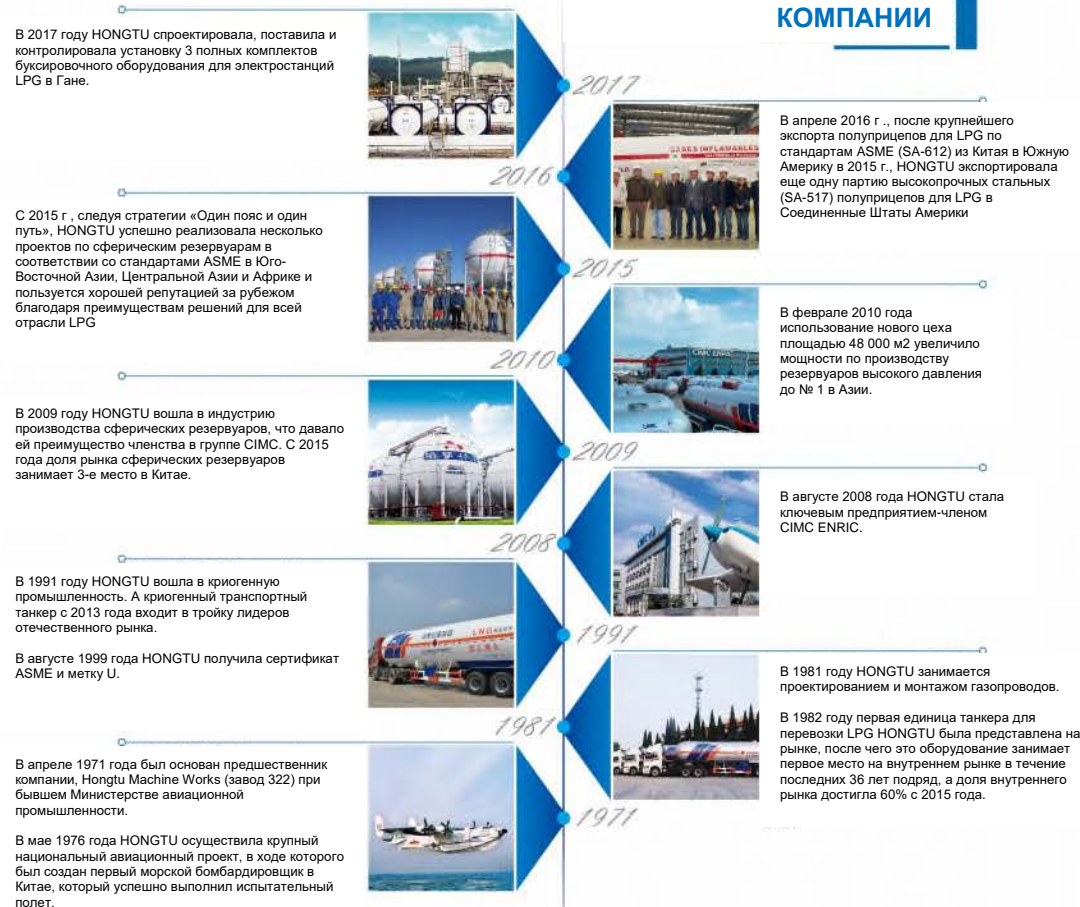 КОМПАНИИ
В 2017 году HONGTU спроектировала, поставила и
контролировала установку 3 полных комплектов
буксировочного оборудования для электростанций
LPG в Гане.
2017
В апреле 2016 г ., после крупнейшего
экспорта полуприцепов для LPG по
стандартам ASME (SA-612) из Китая в Южную
Америку в 2015 г., HONGTU экспортировала
еще одну партию высокопрочных стальных
(SA-517) полуприцепов для LPG в
Соединенные Штаты Америки
2016
С 2015 г , следуя стратегии «Один пояс и один
путь», HONGTU успешно реализовала несколько
проектов по сферическим резервуарам в
соответствии со стандартами ASME в Юго-
Восточной Азии, Центральной Азии и Африке и
пользуется хорошей репутацией за рубежом
благодаря преимуществам решений для всей
отрасли LPG
2015
В феврале 2010 года
использование нового цеха
площадью 48 000 м2 увеличило
мощности по производству
резервуаров высокого давления
до № 1 в Азии.
2010
В 2009 году HONGTU вошла в индустрию
производства сферических резервуаров, что давало
ей преимущество членства в группе CIMC. С 2015
года доля рынка сферических резервуаров
занимает 3-е место в Китае.
2009
В августе 2008 года HONGTU стала
ключевым предприятием-членом
CIMC ENRIC.
2008
В 1991 году HONGTU вошла в криогенную
промышленность. А криогенный транспортный
танкер с 2013 года входит в тройку лидеров
отечественного рынка.
В августе 1999 года HONGTU получила сертификат
ASME и метку U.
LNG
1991
В 1981 году HONGTU занимается
проектированием и монтажом газопроводов.
В 1982 году первая единица танкера для
перевозки LPG HONGTU была представлена на
рынке, после чего это оборудование занимает
первое место на внутреннем рынке в течение
последних 36 лет подряд, а доля внутреннего
рынка достигла 60% с 2015 года.
1981
В апреле 1971 года был основан предшественник
компании, Hongtu Machine Works (завод 322) при
бывшем Министерстве авиационной
промышленности.
В мае 1976 года HONGTU осуществила крупный
национальный авиационный проект, в ходе которого
был создан первый морской бомбардировщик в
Китае, который успешно выполнил испытательный
полет.
1971